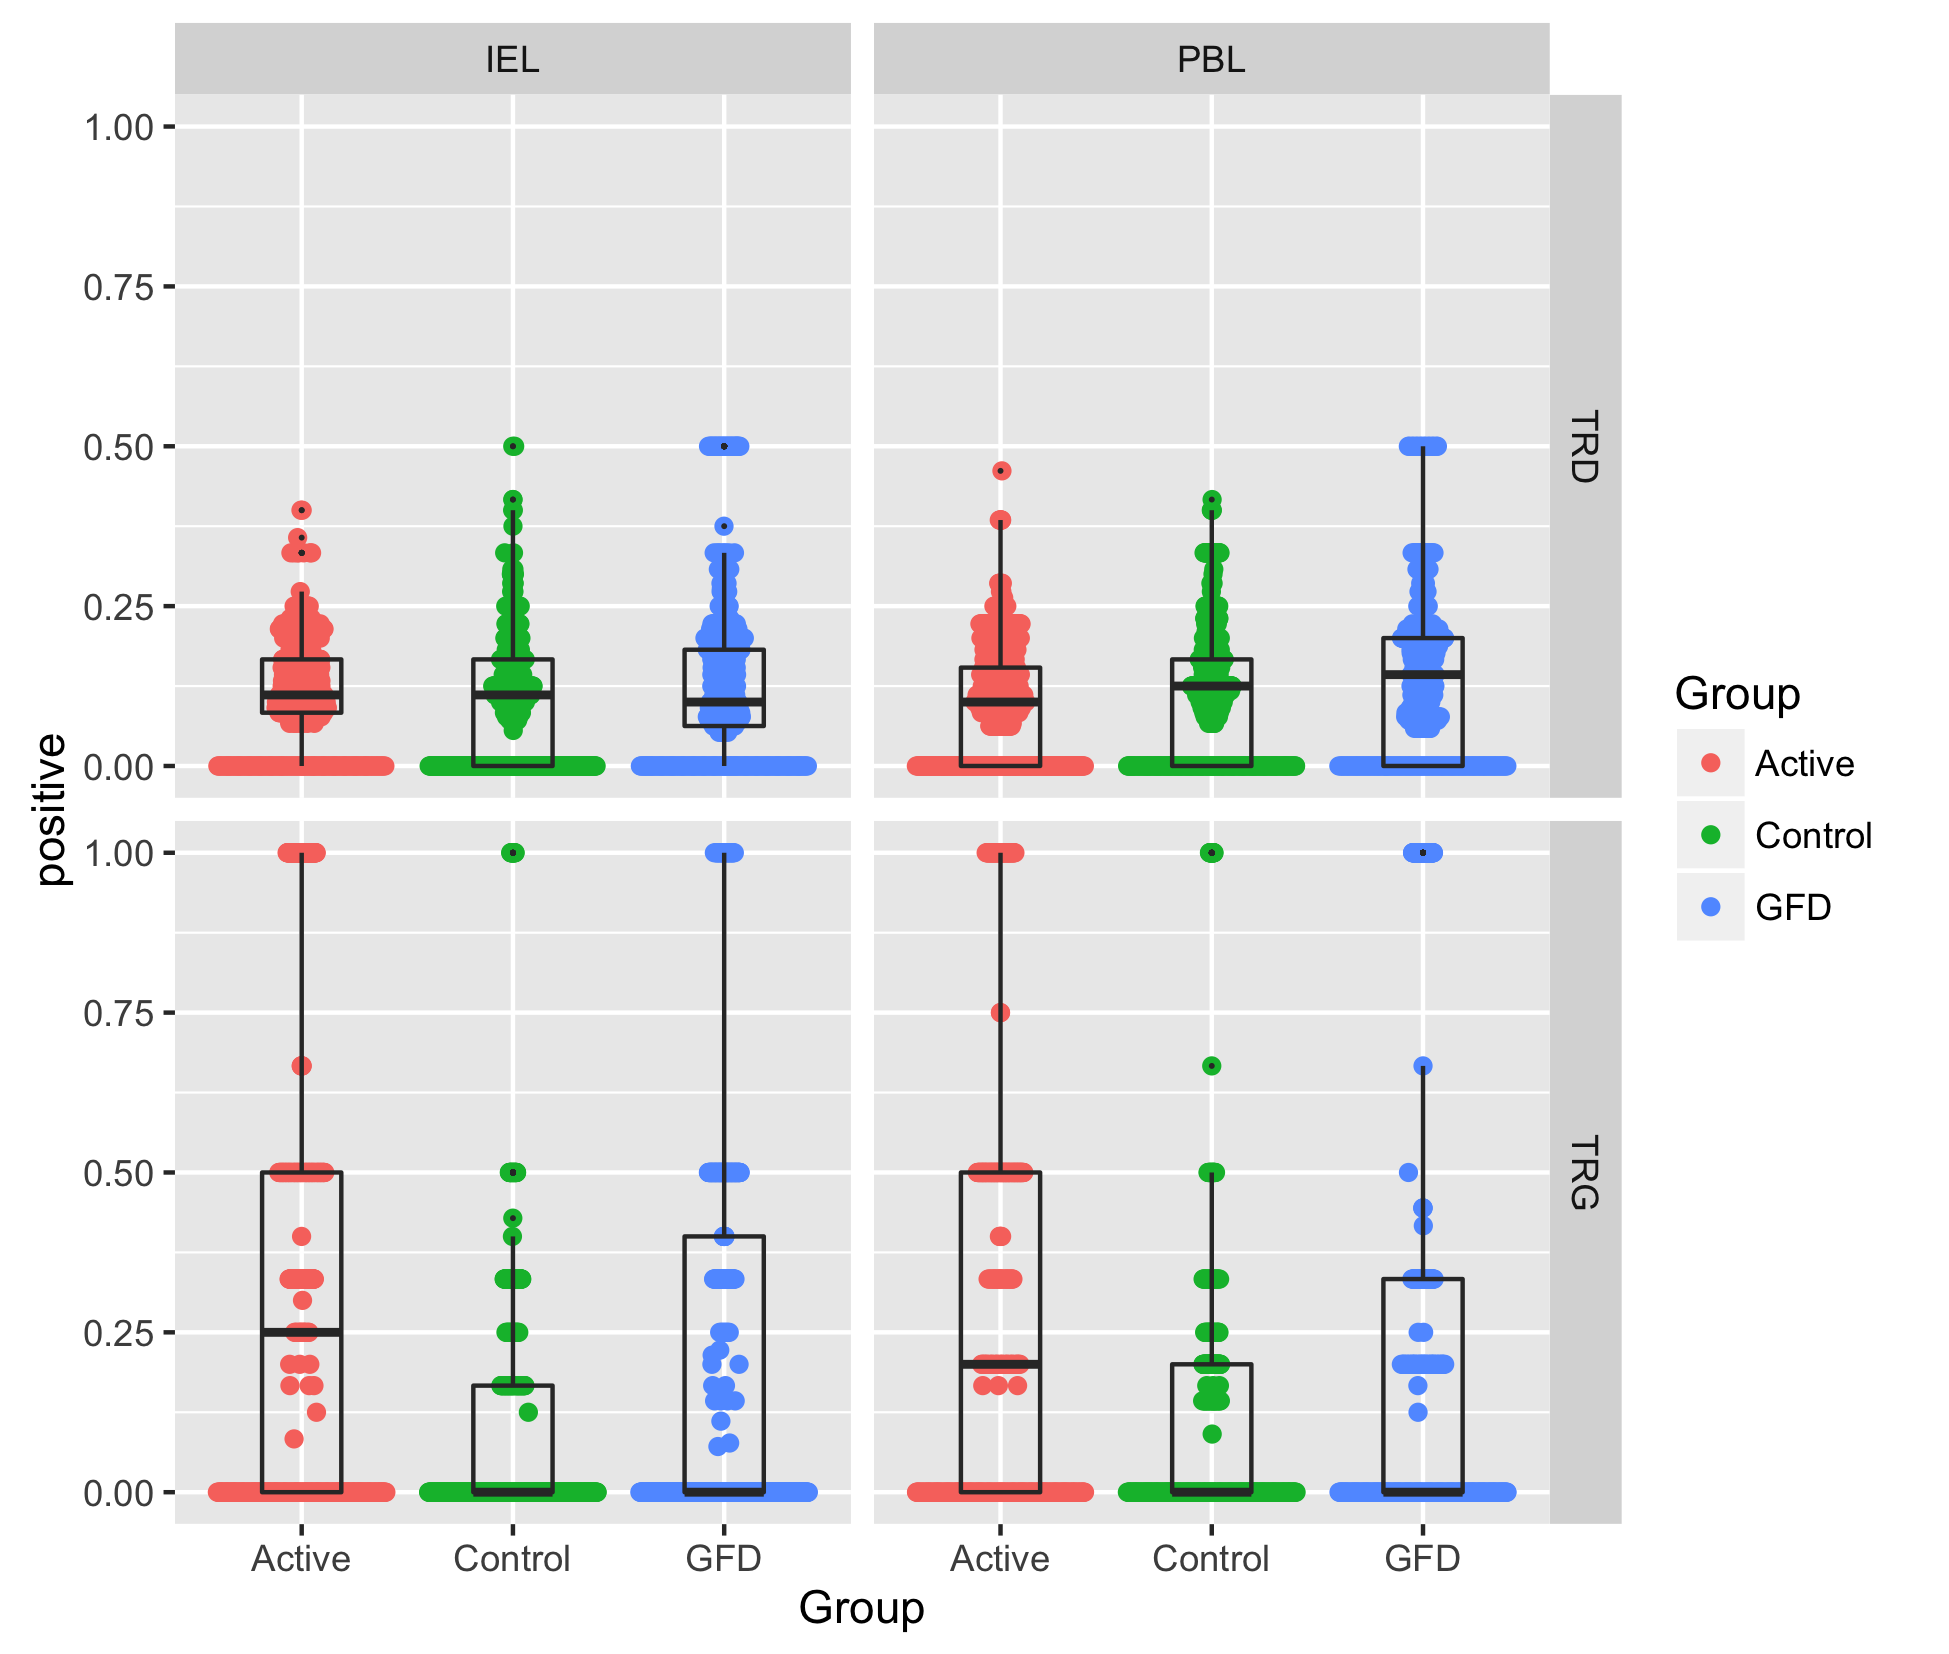 IEL
PBL
1.00
0.75
0.50
0.25
0.00
TRD
positive
1.00
0.75
0.50
0.25
0.00
TRG
Active
Control
GFD
Active
Control
GFD
Group
Group
Active
Control
GFD